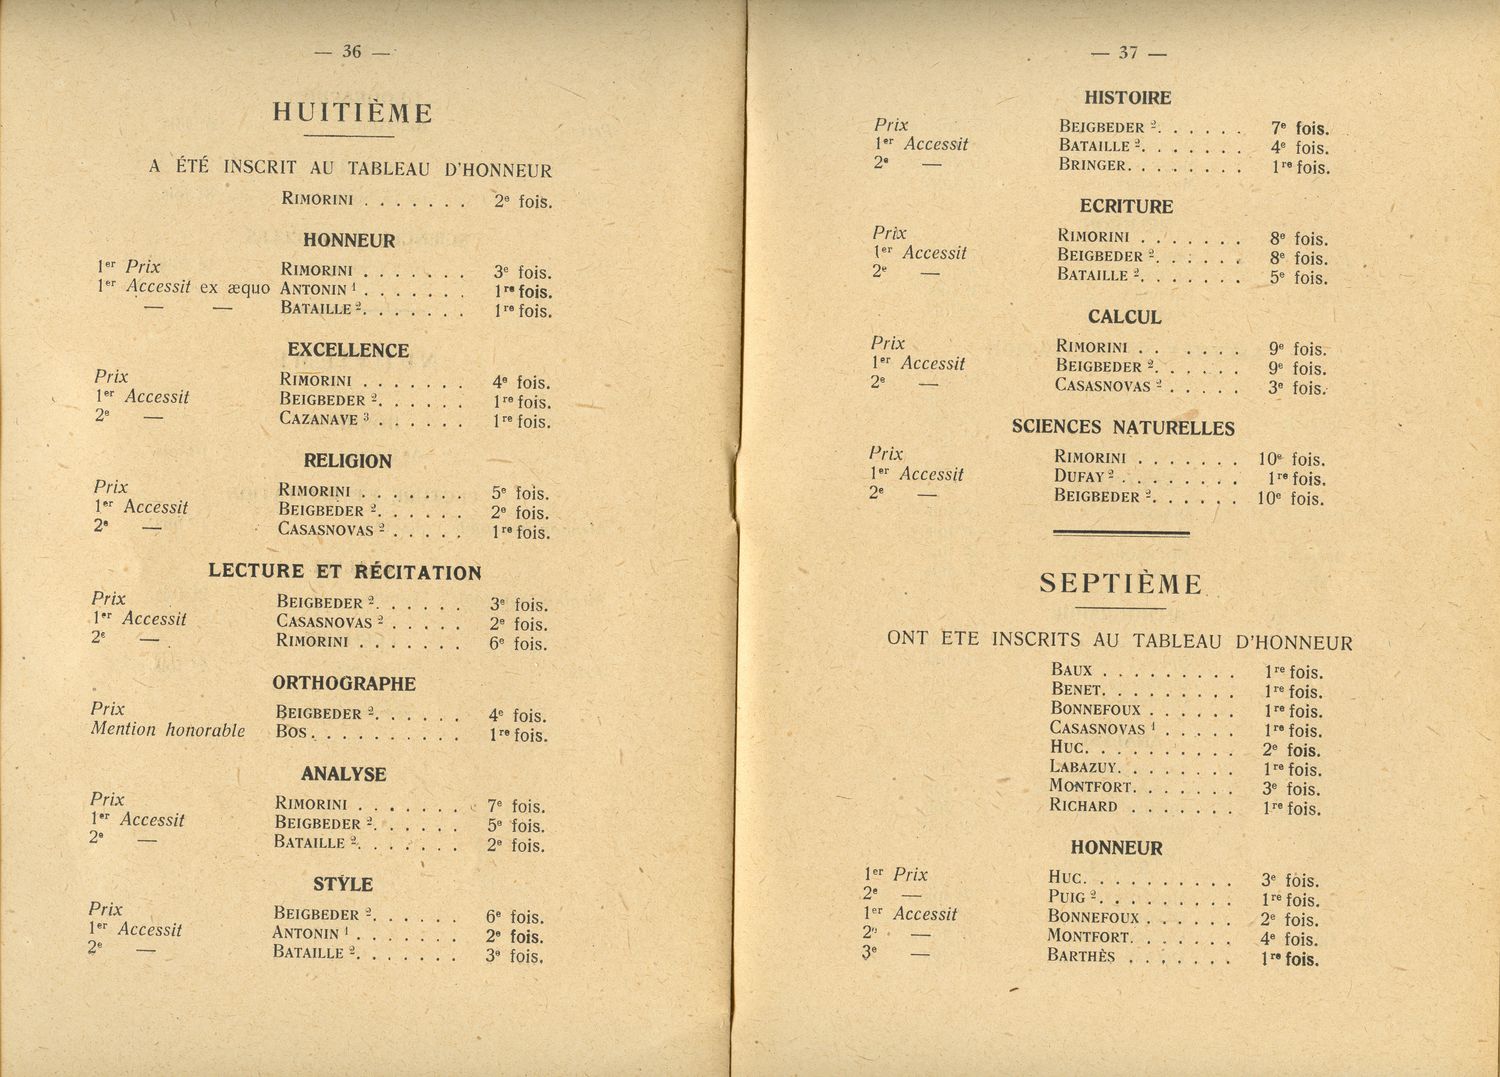 — 36 —
HUITIÈME
A ÉTÉ INSCRIT AU TABLEAU D'HONNEUR
RIMORINI . . . . . . . 2e fois.
HONNEUR
1er Prix RIMORINI . . . . . . . 3e fois.
1er Accessit ex æquo ANTONIN 1 . . . . . . . 1re fois.
— — BATAILLE 2. . . . . . . 1re fois.
EXCELLENCE
Prix RIMORINI . . . . . . . 4e fois.
1er Accessit BEIGBEDER 2. . . . . . 1re fois.
2e — CAZANAVE 3 . . . . . . 1re fois.
RELIGION
Prix RIMORINI . . . . . . . 5e fois.
1er Accessit BEIGBEDER 2. . . . . . 2e fois.
2e — CASASNOVAS 2 . . . . . 1re fois.
LECTURE ET RÉCITATION
Prix BEIGBEDER 2. . . . . . 3e fois.
1er Accessit CASASNOVAS 2 . . . . . 2e fois.
2e — RIMORINI . . . . . . . 6e fois.
ORTHOGRAPHE
Prix BEIGBEDER 2. . . . . . 4e fois.
Mention honorable BOS. . . . . . . . . . 1re fois.
ANALYSE
Prix RIMORINI . . . . . . . 7e fois.
1er Accessit BEIGBEDER 2. . . . . . 5e fois.
2e — BATAILLE 2. . . . . . . 2e fois.
STYLE
Prix BEIGBEDER 2. . . . . . 6e fois.
1er Accessit ANTONIN 1 . . . . . . . 2e fois.
2e — BATAILLE 2. . . . . . . 3e fois.
— 37 —
HISTOIRE
Prix BEJGBEDER 2. . . . . . 7e fois.
1er Accessit BATAILLE 2. . . . . . . 4e fois.
2e — BRINGER. . . . . . . . 1re fois.
ECRITURE
Prix RIMORINI . . . . . . . 8e fois.
1er Accessit BEIGBEDER 2. . . . . . 8e fois.
2e — BATAILLE 2. . . . . . . 5e fois.
CALCUL
Prix RIMORINI . . . . . . 9e fois.
1er Accessit BEIGBEDER 2. . . . . . 9e fois.
2e — CASASNOVAS 2 . . . . . 3e fois.
SCIENCES NATURELLES
Prix RIMORINI . . . . . . . 10e fois.
1er Accessit DUFAY 2 . . . . . . . . 1re fois.
2e — BEIGBEDER 2. . . . . . 10e fois.
SEPTIÈME
ONT ETE INSCRITS AU TABLEAU D'HONNEUR
BAUX . . . . . . . . . 1re fois.
BENET. . . . . . . . . 1re fois.
BONNEFOUX . . . . . . 1re fois.
CASASNOVAS 1 . . . . . 1re fois.
HUC. . . . . . . . . . 2e fois.
LABAZUY. . . . . . . . 1re fois.
MONTFORT. . . . . . . 3e fois.
RICHARD . . . . . . . 1re fois.
HONNEUR
1er Prix HUC. . . . . . . . . . 3e fois.
2e — PUIG 2. . . . . . . . . 1re fois.
1er Accessit BONNEFOUX . . . . . . 2e fois.
2e — MONTFORT. . . . . . . 4e fois.
3e — BARTHÈS . . . . . . . 1re fois.